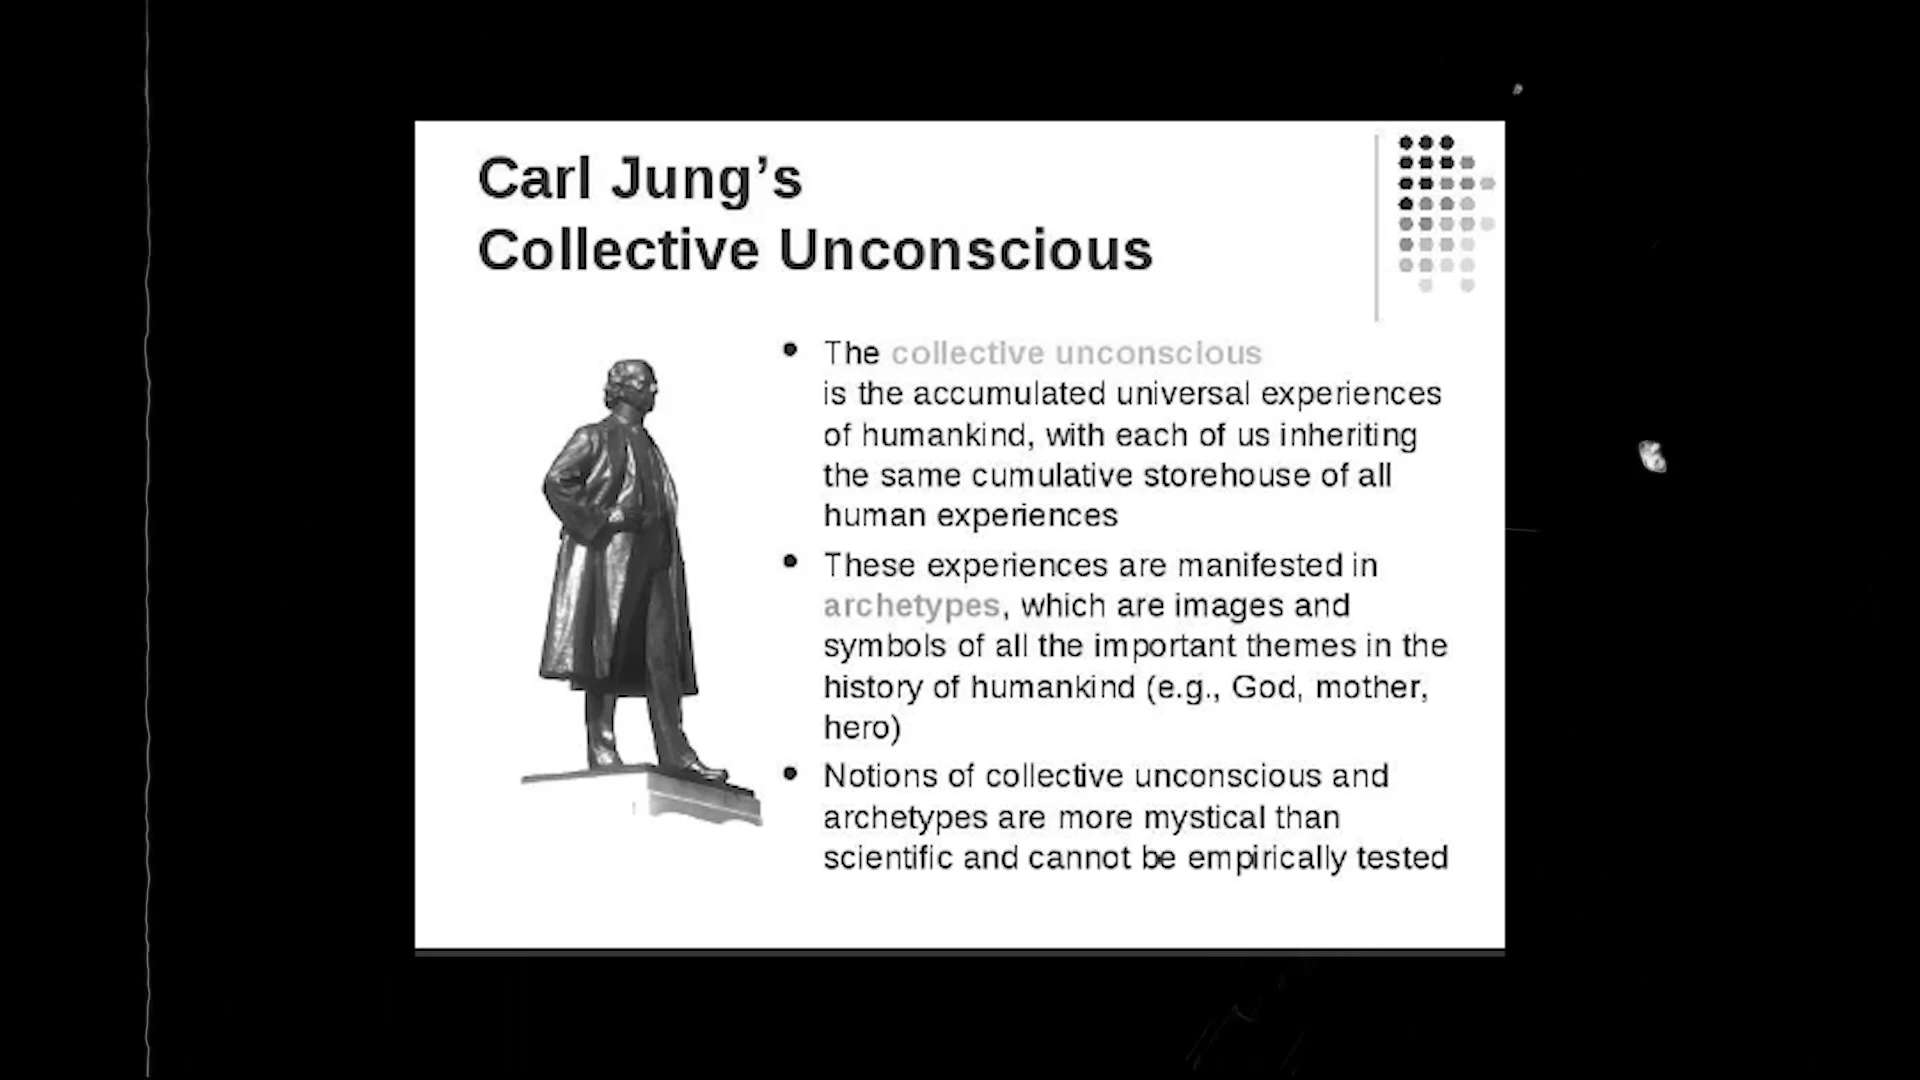 Carl Jung’s
Collective Unconscious
• The collective unconscious
is the accumulated universal experiences
of humankind, with each of us inheriting
the same cumulative storehouse of all
human experiences
• These experiences are manifested in
archetypes, which are images and
symbols of all the important themes in the
history of humankind (e.g., God, mother,
hero)
• Notions of collective unconscious and
archetypes are more mystical than
scientific and cannot be empirically tested